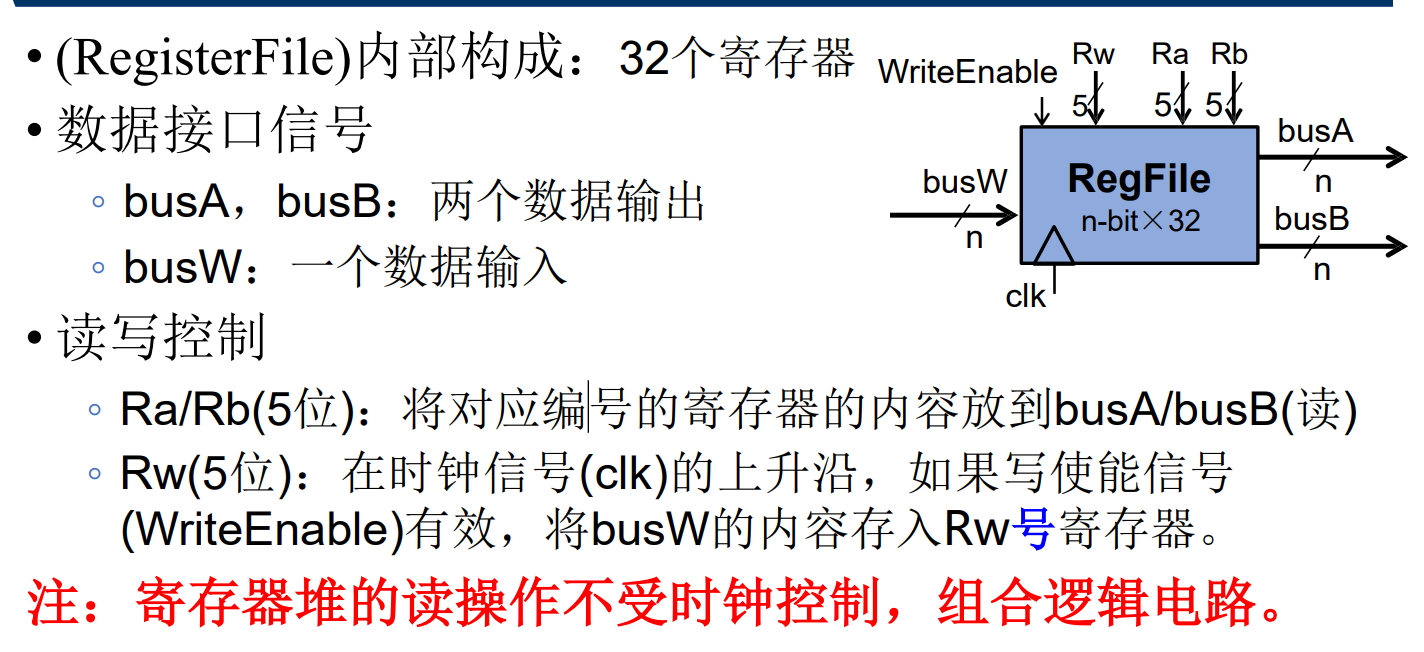 • (RegisterFile)内部构成：32个寄存器
• 数据接口信号
◦ busA，busB：两个数据输出
◦ busW：一个数据输入
• 读写控制
◦ Ra/Rb(5位)：将对应编号的寄存器的内容放到busA/busB(读)
◦ Rw(5位)：在时钟信号(clk)的上升沿，如果写使能信号
(WriteEnable)有效，将busW的内容存入Rw号寄存器。
注：寄存器堆的读操作不受时钟控制，组合逻辑电路。
WriteEnable
Rw Ra Rb
5 5 5
busW
n
RegFile
n-bit×32
clk
busA
n
busB
n